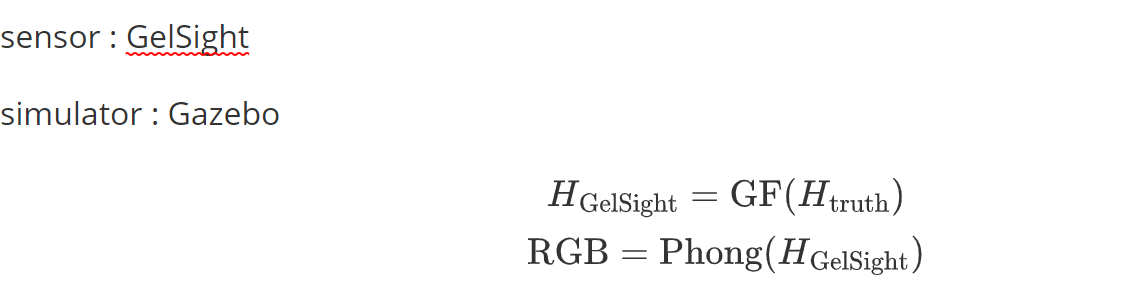 sensor : GelSight
simulator : Gazebo
H_GelSight = GF(H_truth)
RGB = Phong(H_GelSight)